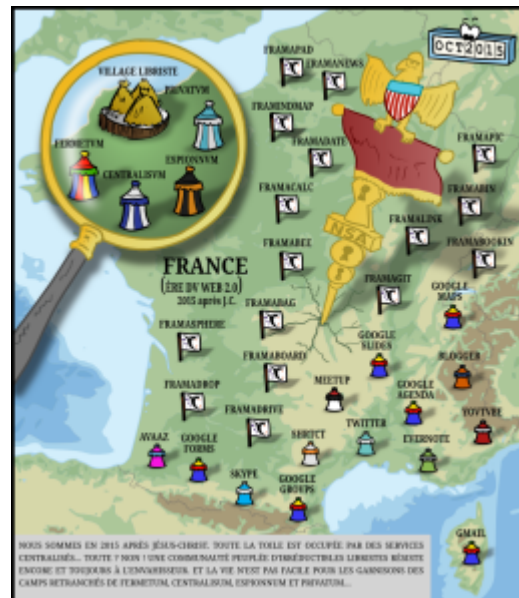 OCT2015
FRAMAPAD
FRAMANEWS
VILLAGE LIBRISTE
PRIVATVM
FRAMINDMAP
FERMETVM
CENTRALISVM
ESPIONNVM
FRAMADATE
FRAMAPIC
FRAMACALC
FRAMABIN
NSA
FRAMALINK
FRAMABEE
FRAMABOOKIN
FRANCE
(ÈRE DV WEB 2.0)
2015 après J.C.
FRAMAGIT
GOOGLE
MAPS
FRAMABAG
FRAMASPHERE
GOOGLE
SLIDES
FRAMABOARD
BLOGGER
MEETUP
FRAMADROP
GOOGLE
AGENDA
FRAMADRIVE
YOVTVBE
AVAAZ
GOOGLE
FORMS
TWITTER
EVERNOTE
SKYPE
GOOGLE
GROUPS
GMAIL
NOUS SOMMES EN 2015 APRÈS JÉSUS-CHRIST. TOUTE LA TOILE EST OCCUPÉE PAR DES SERVICES
CENTRALISÉS... TOUTE ? NON ! UNE COMMUNAUTÉ PEUPLÉE D'IRRÉDUCTIBLES LIBRISTES RÉSISTE
ENCORE ET TOUJOURS À L'ENVAHISSEUR. ET LA VIE N'EST PAS FACILE POUR LES GARNISONS DES
CAMPS RETRANCHÉS DE FERMETUM, CENTRALISUM, ESPIONNUM ET PRIVATUM...